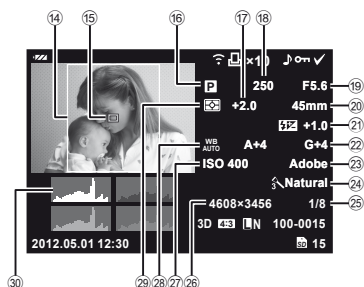 ⑭ ⑮ ⑯ ⑰ ⑱
×10
P 250 F5.6 ⑲
+2.0 45mm ⑳
+1.0 ㉑
WB AUTO A+4 G+4 ㉒
ISO 400 Adobe ㉓
Natural ㉔
4608×3456 1/8 ㉕
3D 4:3 LN 100-0015
2012.05.01 12:30 SD 15
㉚ ㉙ ㉘ ㉗ ㉖